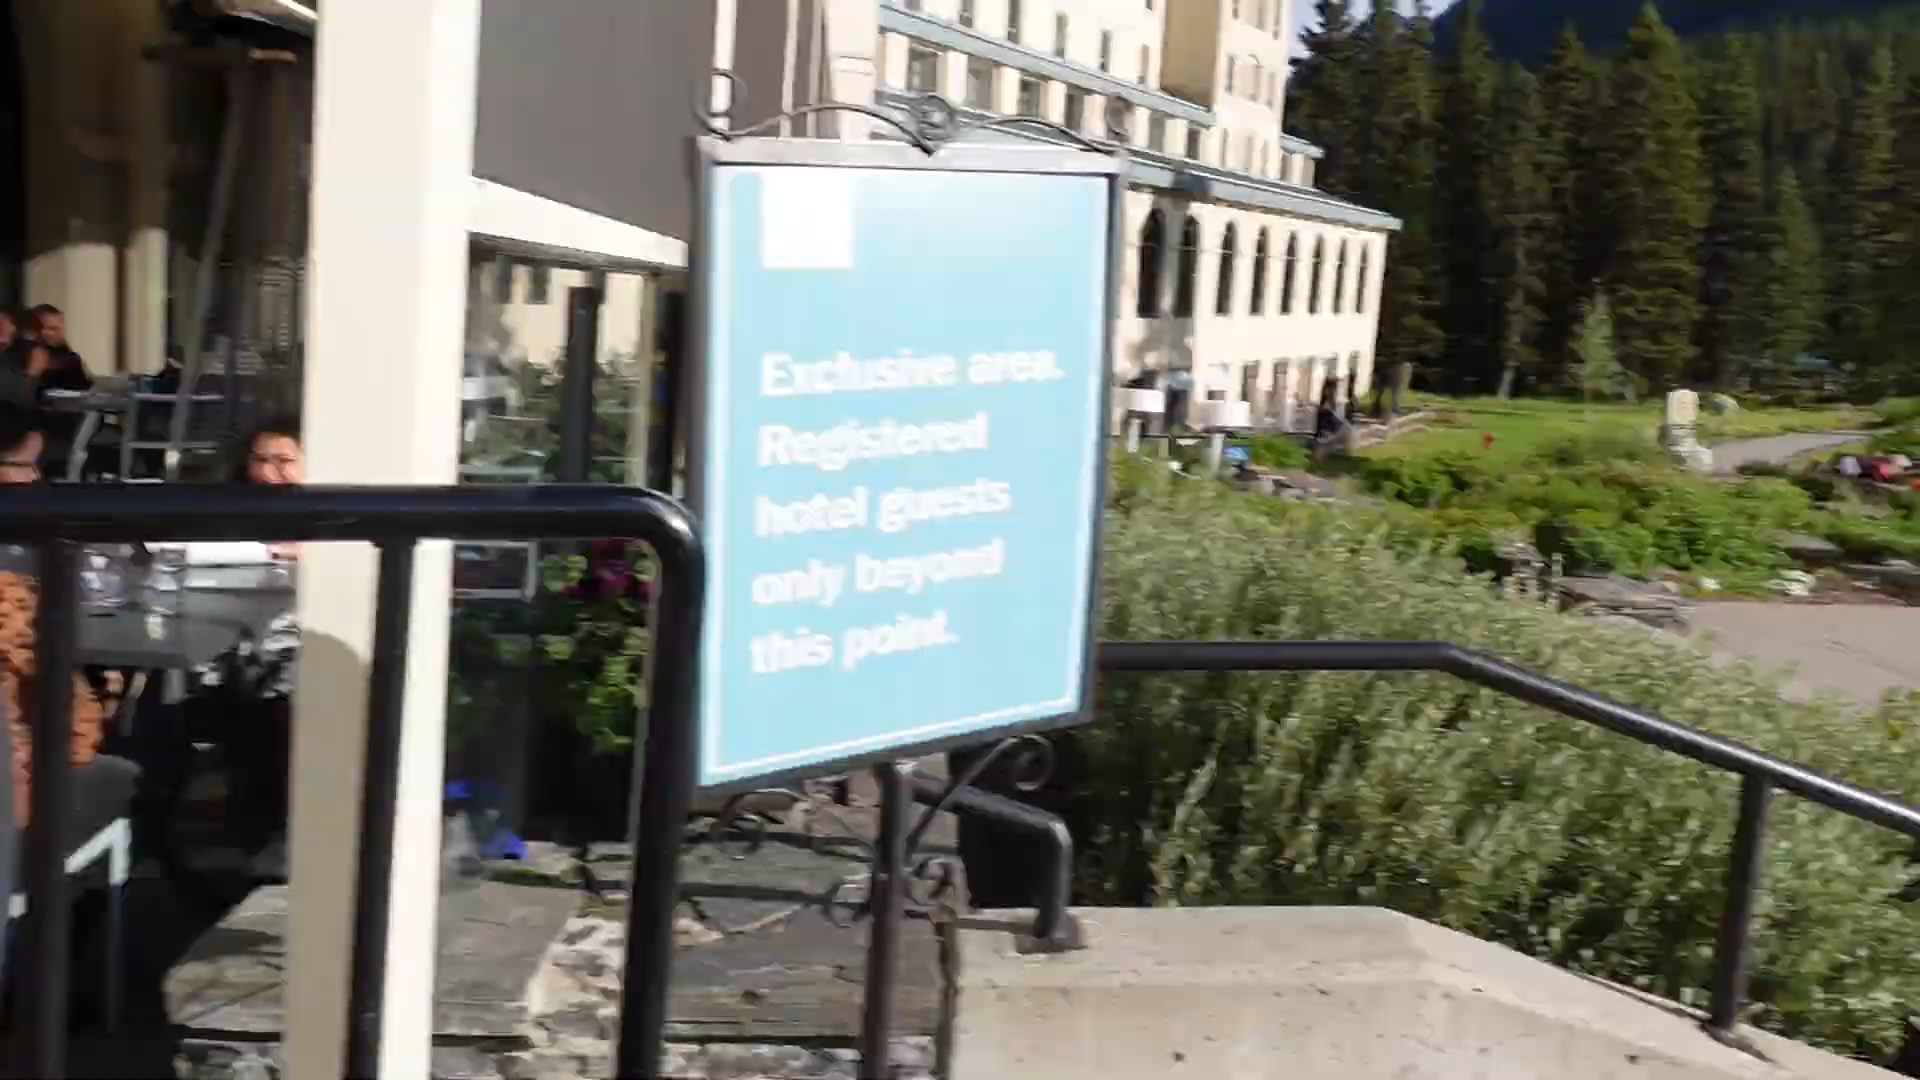 Exclusive area.
Registered
hotel guests
only beyond
this point.